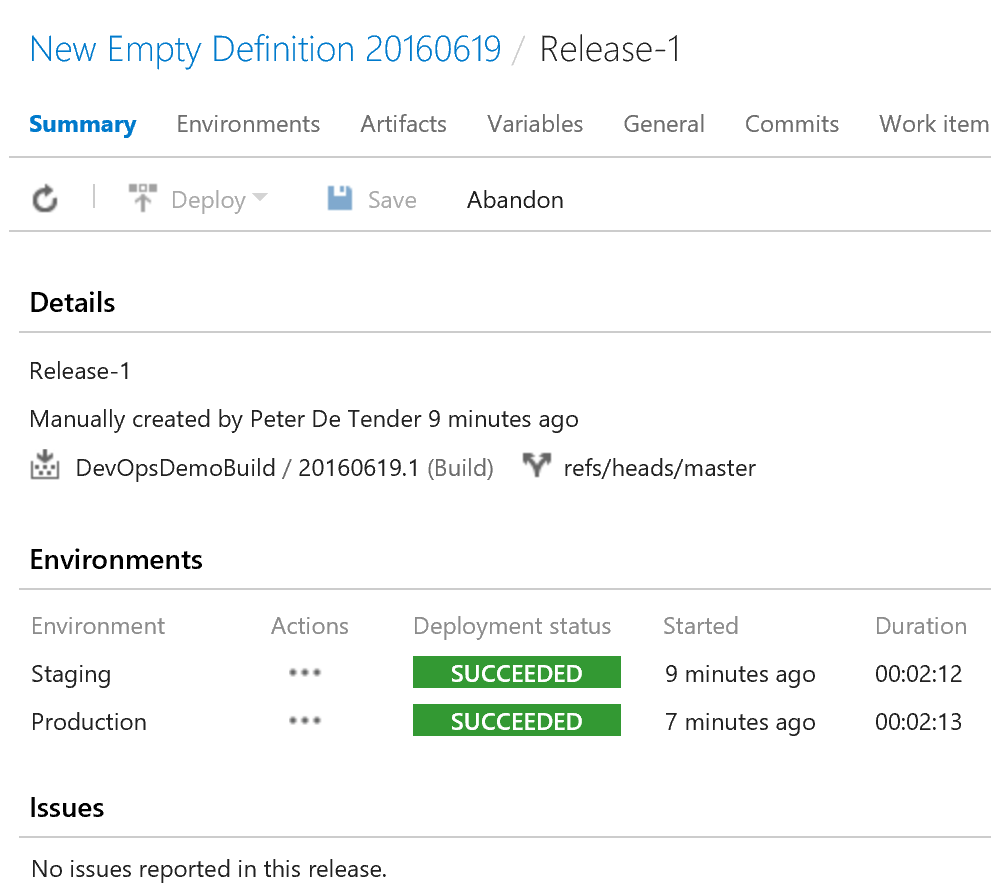 New Empty Definition 20160619 / Release-1
Summary Environments Artifacts Variables General Commits Work item
Deploy Save Abandon
Details
Release-1
Manually created by Peter De Tender 9 minutes ago
DevOpsDemoBuild / 20160619.1 (Build) refs/heads/master
Environments
Environment Actions Deployment status Started Duration
Staging ••• SUCCEEDED 9 minutes ago 00:02:12
Production ••• SUCCEEDED 7 minutes ago 00:02:13
Issues
No issues reported in this release.